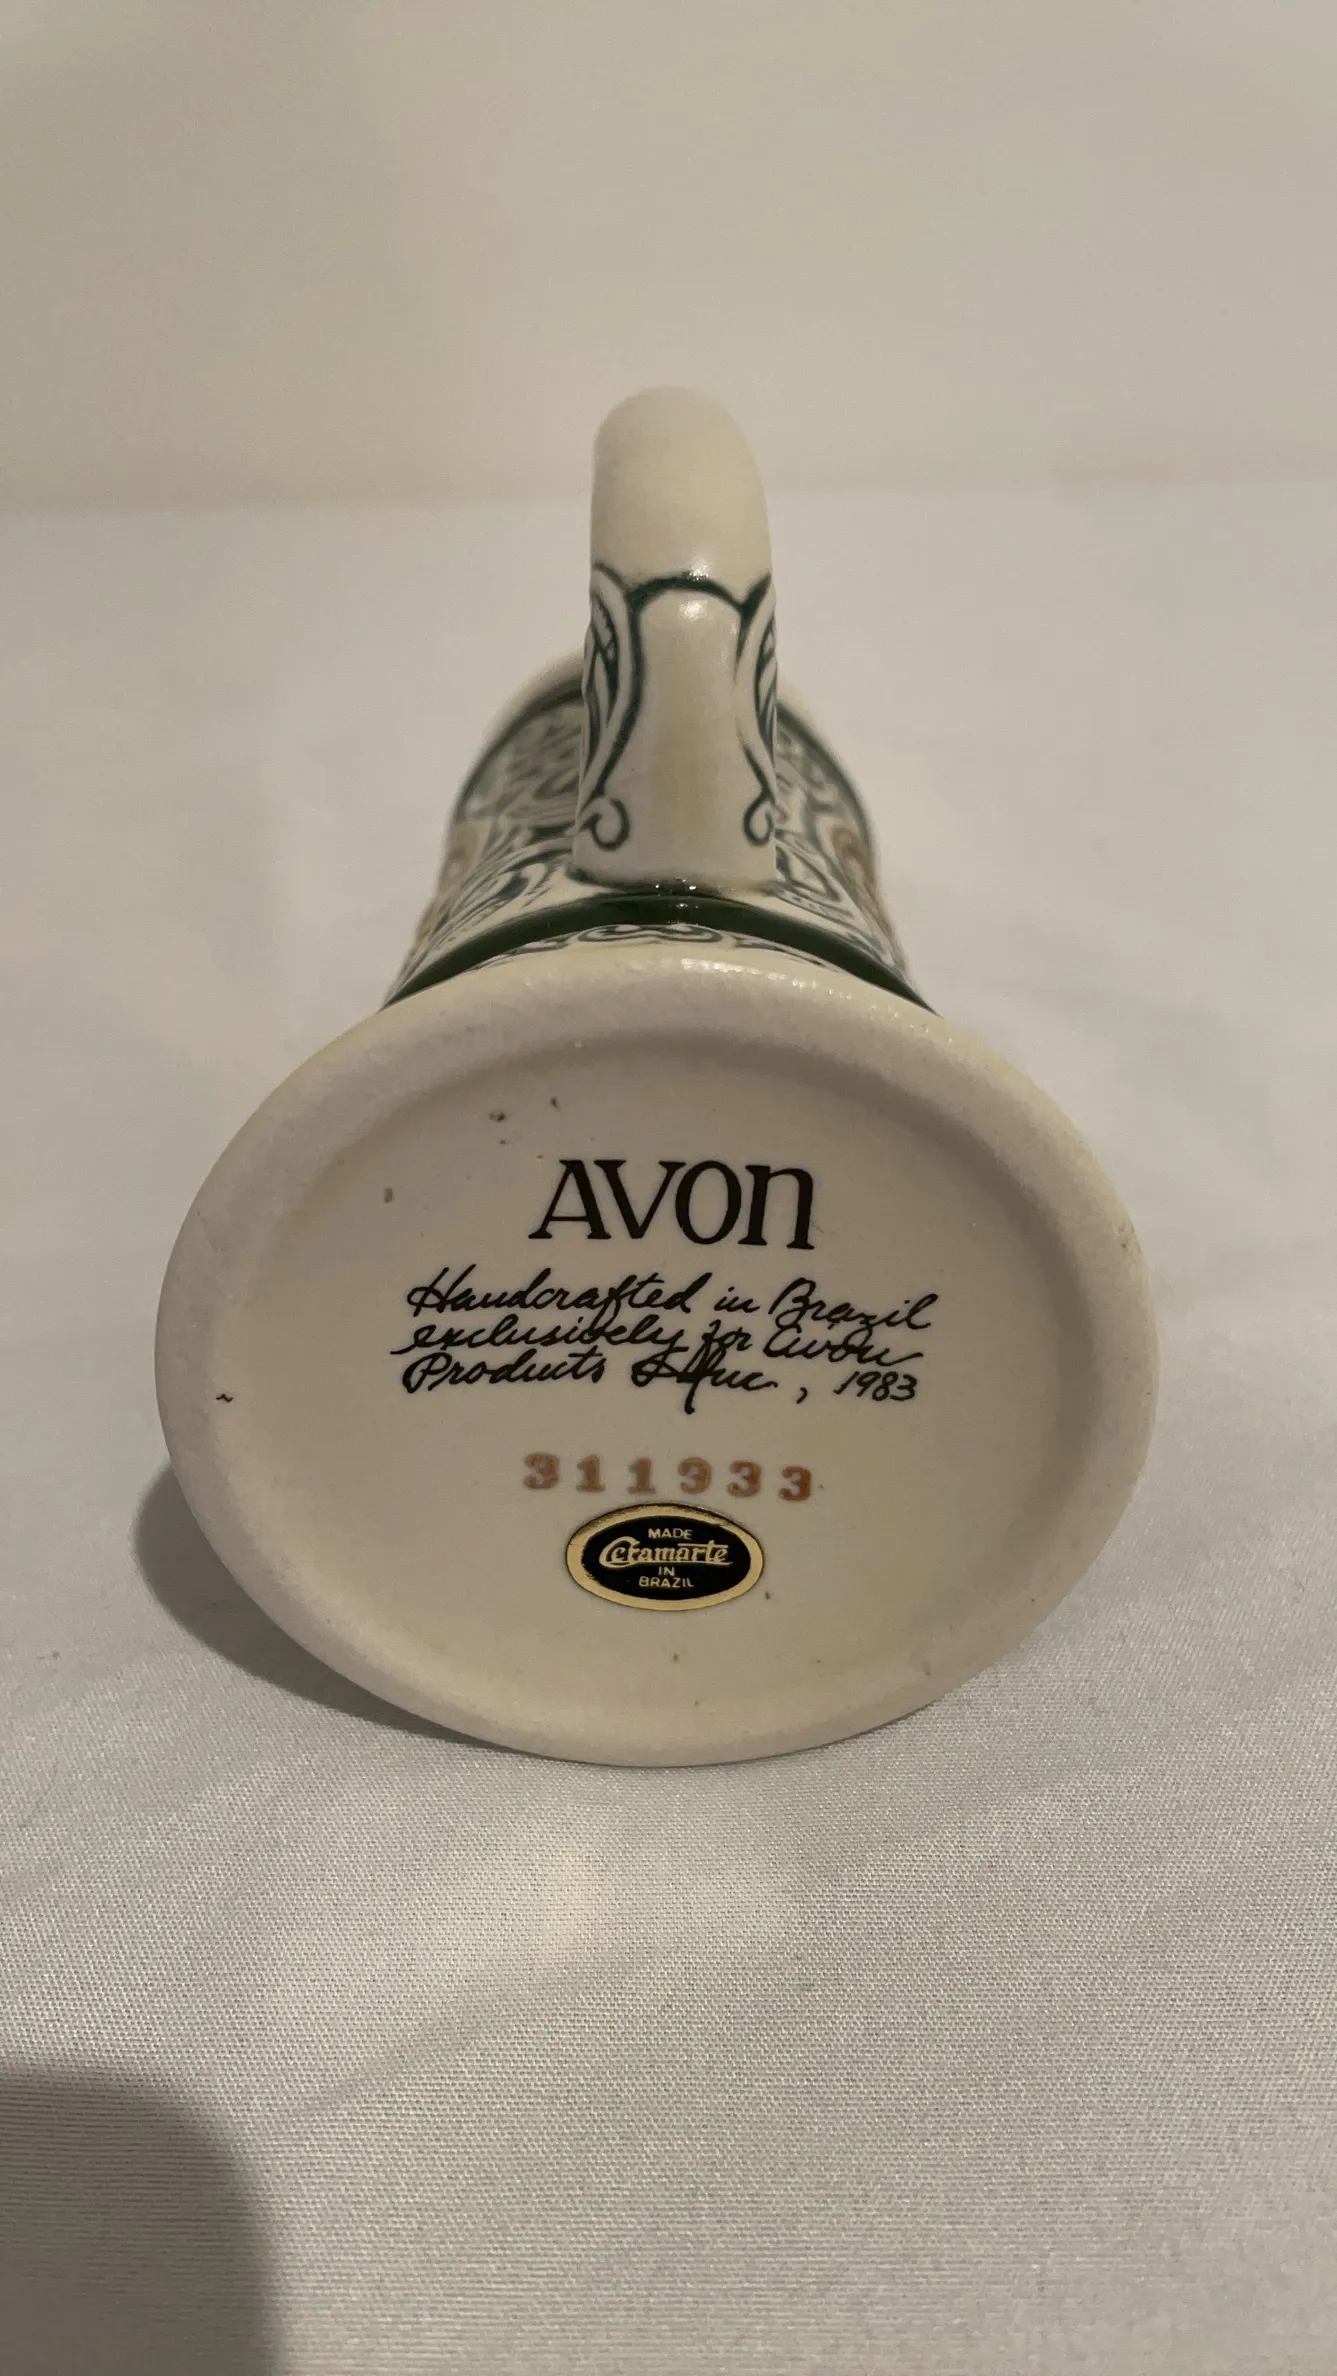 AVON
Handcrafted in Brazil
exclusively for Avon
Products Inc., 1983
311933
MADE
Ceramarte
IN
BRAZIL